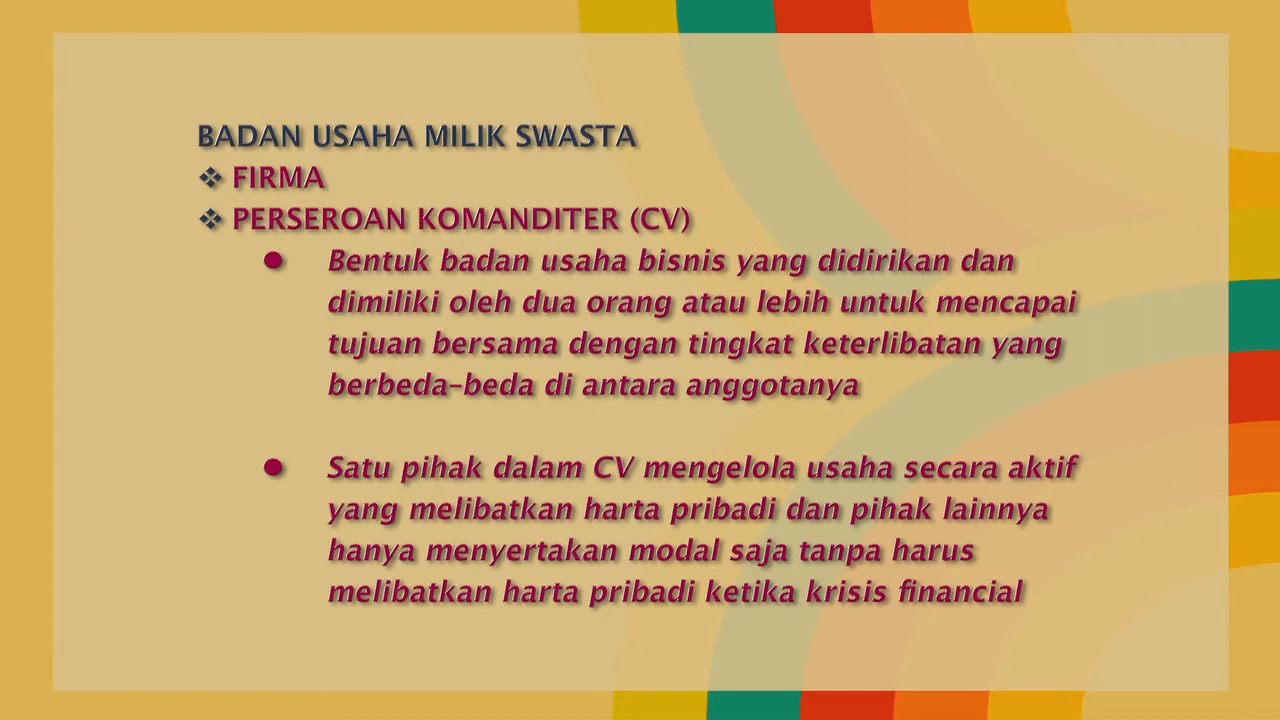 BADAN USAHA MILIK SWASTA
❖ FIRMA
❖ PERSEROAN KOMANDITER (CV)
● Bentuk badan usaha bisnis yang didirikan dan
dimiliki oleh dua orang atau lebih untuk mencapai
tujuan bersama dengan tingkat keterlibatan yang
berbeda-beda di antara anggotanya
● Satu pihak dalam CV mengelola usaha secara aktif
yang melibatkan harta pribadi dan pihak lainnya
hanya menyertakan modal saja tanpa harus
melibatkan harta pribadi ketika krisis financial